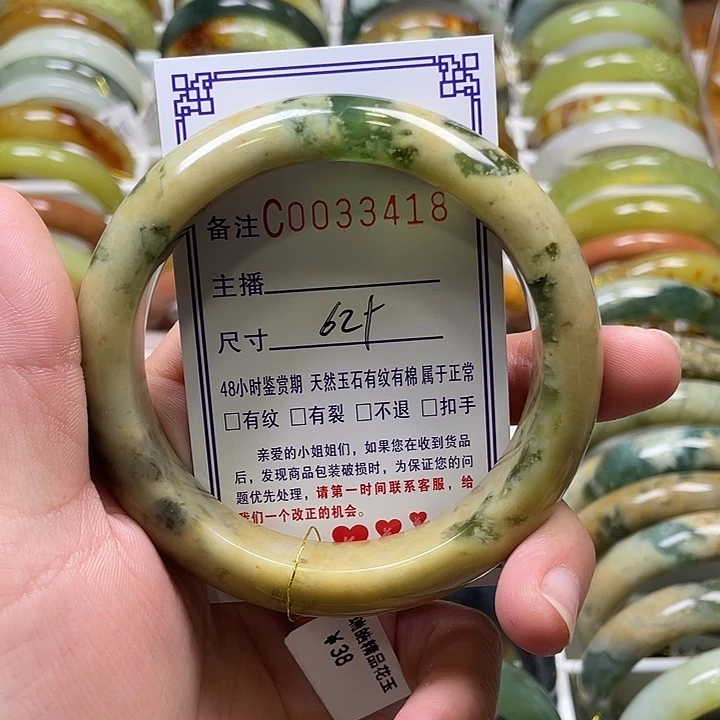 备注C0033418
主播
尺寸 62+
48小时鉴赏期 天然玉石有纹有棉 属于正常
□有纹 □有裂 □不退 □扣手
亲爱的小姐姐们，如果您在收到货品
后，发现商品包装破损时，为保证您的问
题优先处理，请第一时间联系客服，给
我们一个改正的机会。
精品花玉
38